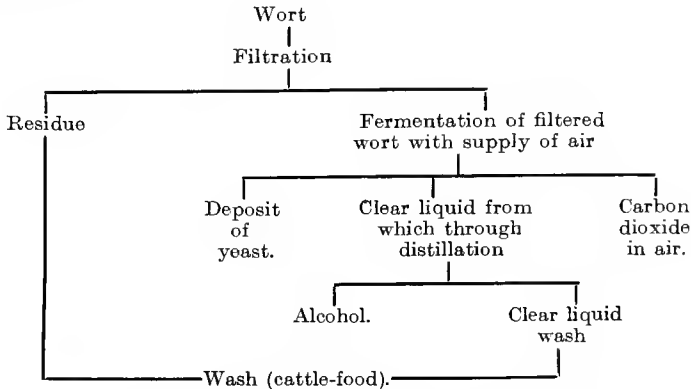 Wort
Filtration
Residue
Fermentation of filtered
wort with supply of air
Deposit
of
yeast.
Clear liquid from
which through
distillation
Carbon
dioxide
in air.
Alcohol.
Clear liquid
wash
Wash (cattle-food).